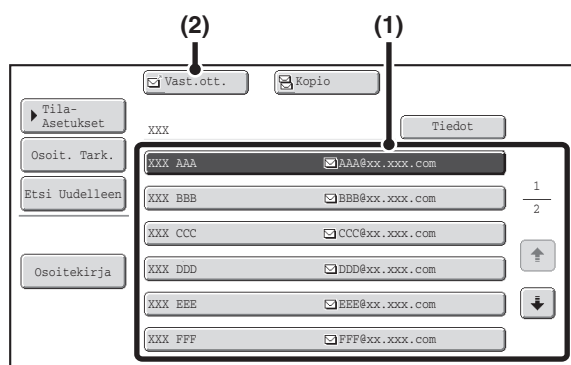 (2) (1)
Vast.ott. Kopio
Tila-
Asetukset
XXX Tiedot
Osoit. Tark.
XXX AAA AAA@xx.xxx.com
Etsi Uudelleen
XXX BBB BBB@xx.xxx.com
1
2
XXX CCC CCC@xx.xxx.com
Osoitekirja
XXX DDD DDD@xx.xxx.com
XXX EEE EEE@xx.xxx.com
XXX FFF FFF@xx.xxx.com